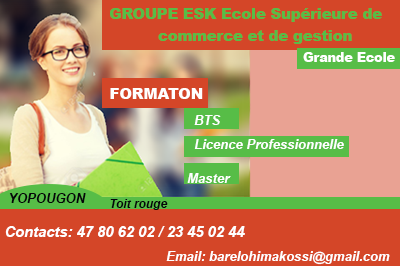 GROUPE ESK Ecole Supérieure de
commerce et de gestion
Grande Ecole
FORMATON
BTS
Licence Professionnelle
Master
YOPOUGON
Toit rouge
Contacts: 47 80 62 02 / 23 45 02 44
Email: barelohimakossi@gmail.com